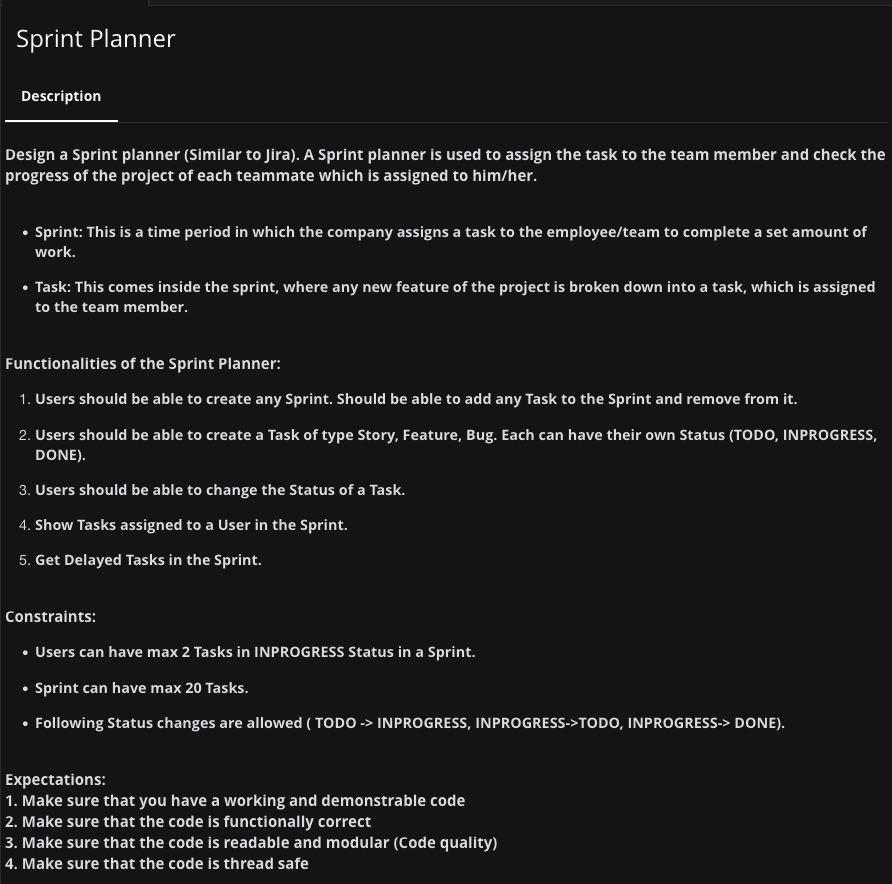 Sprint Planner
Description
Design a Sprint planner (Similar to Jira). A Sprint planner is used to assign the task to the team member and check the
progress of the project of each teammate which is assigned to him/her.
• Sprint: This is a time period in which the company assigns a task to the employee/team to complete a set amount of
work.
• Task: This comes inside the sprint, where any new feature of the project is broken down into a task, which is assigned
to the team member.
Functionalities of the Sprint Planner:
1. Users should be able to create any Sprint. Should be able to add any Task to the Sprint and remove from it.
2. Users should be able to create a Task of type Story, Feature, Bug. Each can have their own Status (TODO, INPROGRESS,
DONE).
3. Users should be able to change the Status of a Task.
4. Show Tasks assigned to a User in the Sprint.
5. Get Delayed Tasks in the Sprint.
Constraints:
• Users can have max 2 Tasks in INPROGRESS Status in a Sprint.
• Sprint can have max 20 Tasks.
• Following Status changes are allowed ( TODO -> INPROGRESS, INPROGRESS->TODO, INPROGRESS-> DONE).
Expectations:
1. Make sure that you have a working and demonstrable code
2. Make sure that the code is functionally correct
3. Make sure that the code is readable and modular (Code quality)
4. Make sure that the code is thread safe